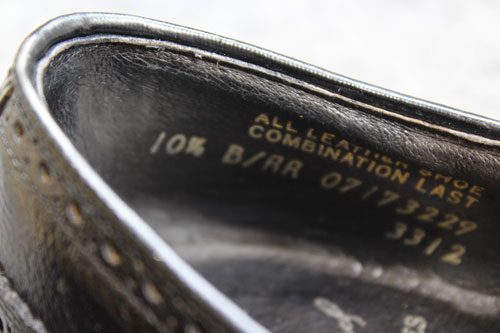 ALL LEATHER SHOE
COMBINATION LAST
10½ B/AA 07173229
3312